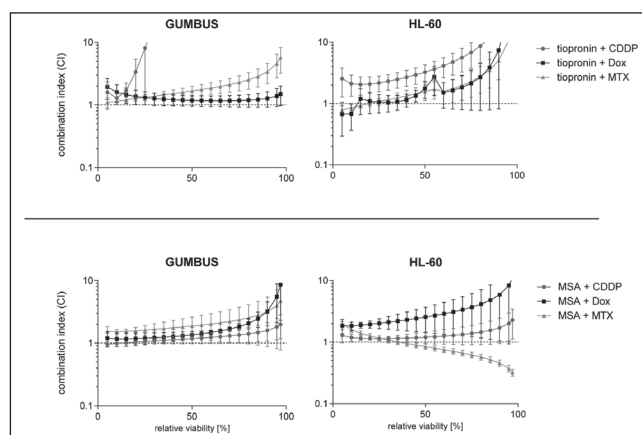 GUMBUS
HL-60
combination index (CI)
10
1
0.1
0
50
100
10
1
0.1
0
50
100
tiopronin + CDDP
tiopronin + Dox
tiopronin + MTX
GUMBUS
HL-60
combination index (CI)
10
1
0.1
0
50
100
relative viability [%]
10
1
0.1
0
50
100
relative viability [%]
MSA + CDDP
MSA + Dox
MSA + MTX